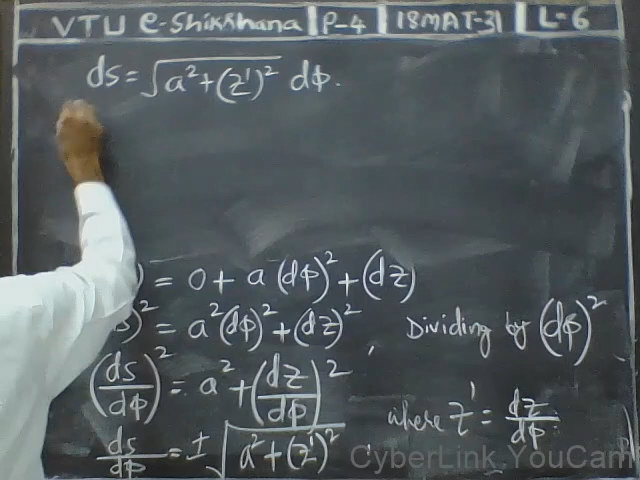 VTU e-Shikshana | P-4 | 18MAT-31 | L-6
ds = √(a² + (z')²) dφ.
) = 0 + a (dφ)² + (dz)
)² = a²(dφ)² + (dz)², Dividing by (dφ)²
(ds/dφ)² = a² + (dz/dφ)²
ds/dφ = ± √(a² + (z')²), where z' = dz/dφ
CyberLink YouCam